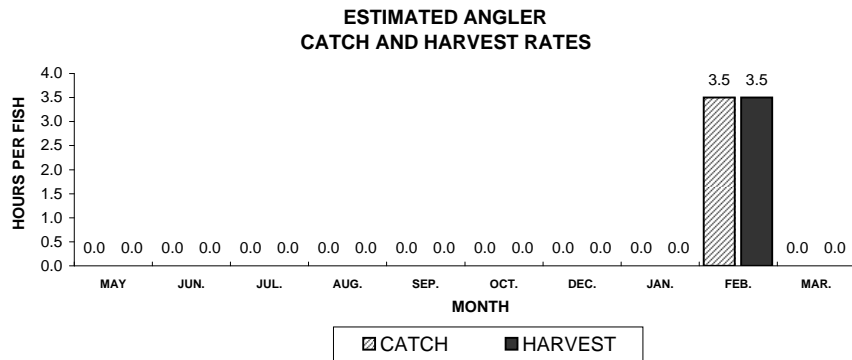 ESTIMATED ANGLER
CATCH AND HARVEST RATES
HOURS PER FISH
4.0
3.5
3.0
2.5
2.0
1.5
1.0
0.5
0.0
0.0 0.0 0.0 0.0 0.0 0.0 0.0 0.0 0.0 0.0 0.0 0.0 0.0 0.0 0.0 0.0 3.5 3.5 0.0 0.0
MAY JUN. JUL. AUG. SEP. OCT. DEC. JAN. FEB. MAR.
MONTH
CATCH HARVEST